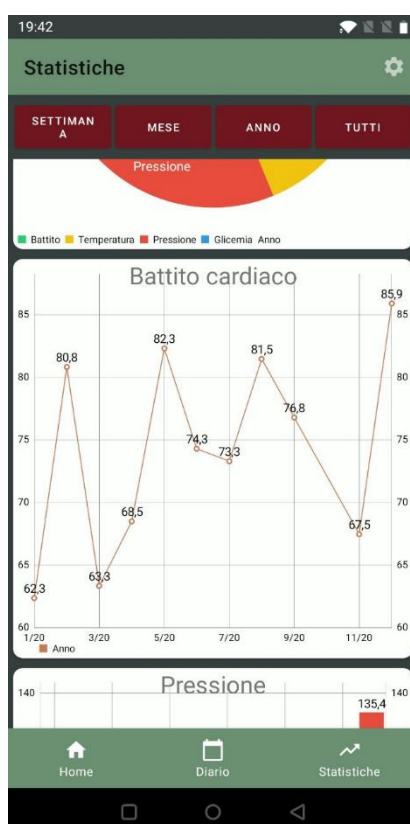 19:42
Statistiche
SETTIMAN
A
MESE
ANNO
TUTTI
Pressione
Battito Temperatura Pressione Glicemia Anno
Battito cardiaco
85,9
85 85
82,3
81,5
80,8
80 80
76,8
75 75
74,3
73,3
70 70
68,5
67,5
65 65
63,3
62,3
60 60
1/20 3/20 5/20 7/20 9/20 11/20
Anno
Pressione
140 140
135,4
Home Diario Statistiche